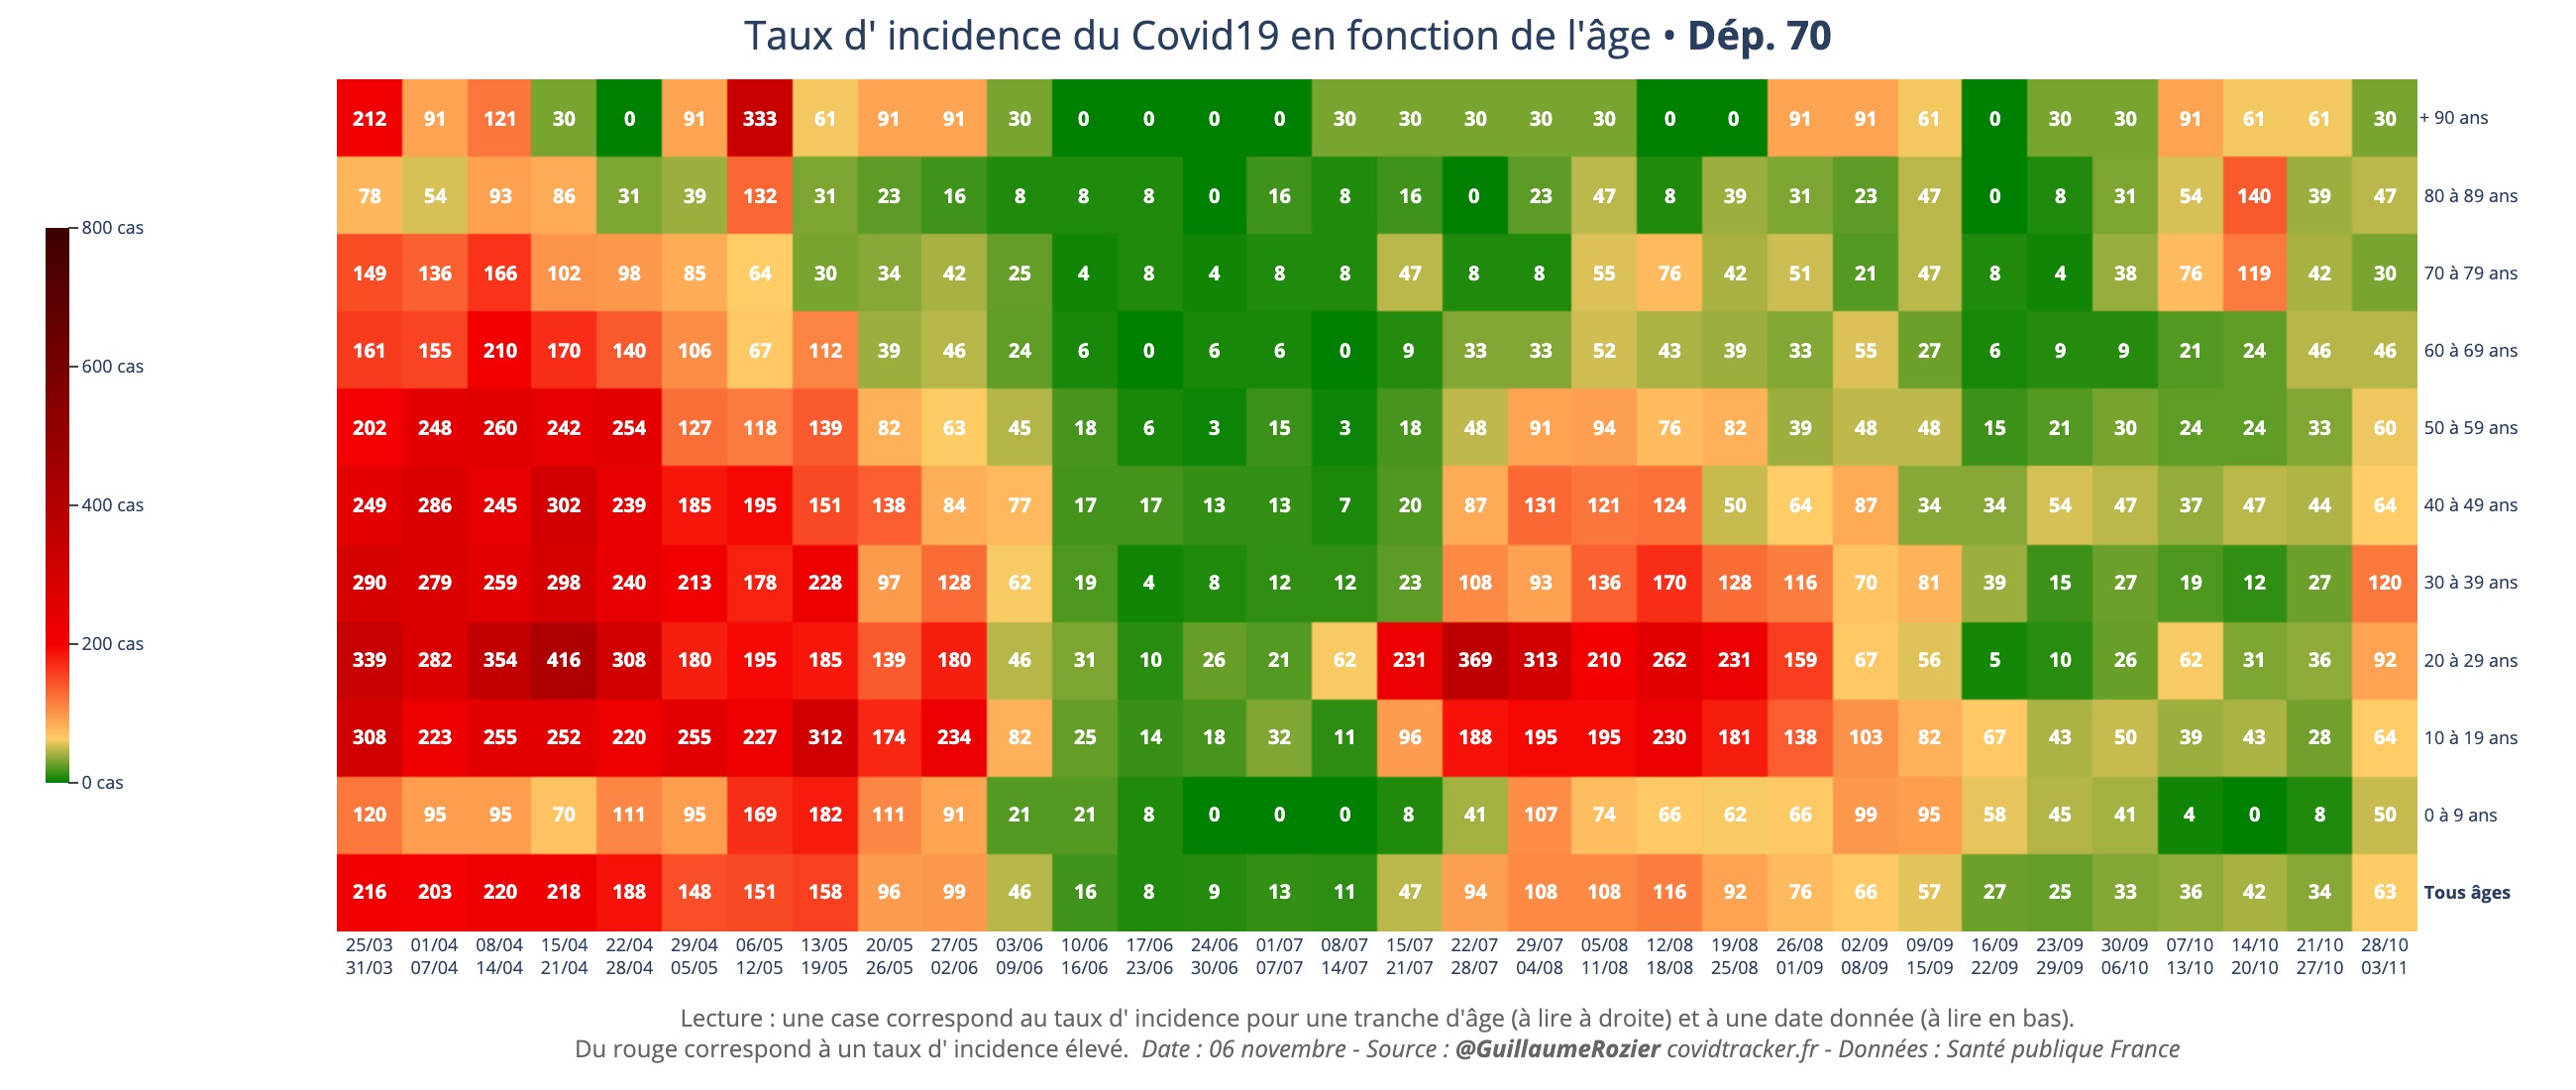 Taux d' incidence du Covid19 en fonction de l'âge • Dép. 70
212 91 121 30 0 91 333 61 91 91 30 0 0 0 0 30 30 30 30 30 0 0 91 91 61 0 30 30 91 61 61 30 + 90 ans
78 54 93 86 31 39 132 31 23 16 8 8 8 0 16 8 16 0 23 47 8 39 31 23 47 0 8 31 54 140 39 47 80 à 89 ans
800 cas
149 136 166 102 98 85 64 30 34 42 25 4 8 4 8 8 47 8 8 55 76 42 51 21 47 8 4 38 76 119 42 30 70 à 79 ans
161 155 210 170 140 106 67 112 39 46 24 6 0 6 6 0 9 33 33 52 43 39 33 55 27 6 9 9 21 24 46 46 60 à 69 ans
600 cas
202 248 260 242 254 127 118 139 82 63 45 18 6 3 15 3 18 48 91 94 76 82 39 48 48 15 21 30 24 24 33 60 50 à 59 ans
249 286 245 302 239 185 195 151 138 84 77 17 17 13 13 7 20 87 131 121 124 50 64 87 34 34 54 47 37 47 44 64 40 à 49 ans
400 cas
290 279 259 298 240 213 178 228 97 128 62 19 4 8 12 12 23 108 93 136 170 128 116 70 81 39 15 27 19 12 27 120 30 à 39 ans
200 cas
339 282 354 416 308 180 195 185 139 180 46 31 10 26 21 62 231 369 313 210 262 231 159 67 56 5 10 26 62 31 36 92 20 à 29 ans
308 223 255 252 220 255 227 312 174 234 82 25 14 18 32 11 96 188 195 195 230 181 138 103 82 67 43 50 39 43 28 64 10 à 19 ans
0 cas
120 95 95 70 111 95 169 182 111 91 21 21 8 0 0 0 8 41 107 74 66 62 66 99 95 58 45 41 4 0 8 50 0 à 9 ans
216 203 220 218 188 148 151 158 96 99 46 16 8 9 13 11 47 94 108 108 116 92 76 66 57 27 25 33 36 42 34 63 Tous âges
25/03 01/04 08/04 15/04 22/04 29/04 06/05 13/05 20/05 27/05 03/06 10/06 17/06 24/06 01/07 08/07 15/07 22/07 29/07 05/08 12/08 19/08 26/08 02/09 09/09 16/09 23/09 30/09 07/10 14/10 21/10 28/10
31/03 07/04 14/04 21/04 28/04 05/05 12/05 19/05 26/05 02/06 09/06 16/06 23/06 30/06 07/07 14/07 21/07 28/07 04/08 11/08 18/08 25/08 01/09 08/09 15/09 22/09 29/09 06/10 13/10 20/10 27/10 03/11
Lecture : une case correspond au taux d' incidence pour une tranche d'âge (à lire à droite) et à une date donnée (à lire en bas).
Du rouge correspond à un taux d' incidence élevé. Date : 06 novembre - Source : @GuillaumeRozier covidtracker.fr - Données : Santé publique France